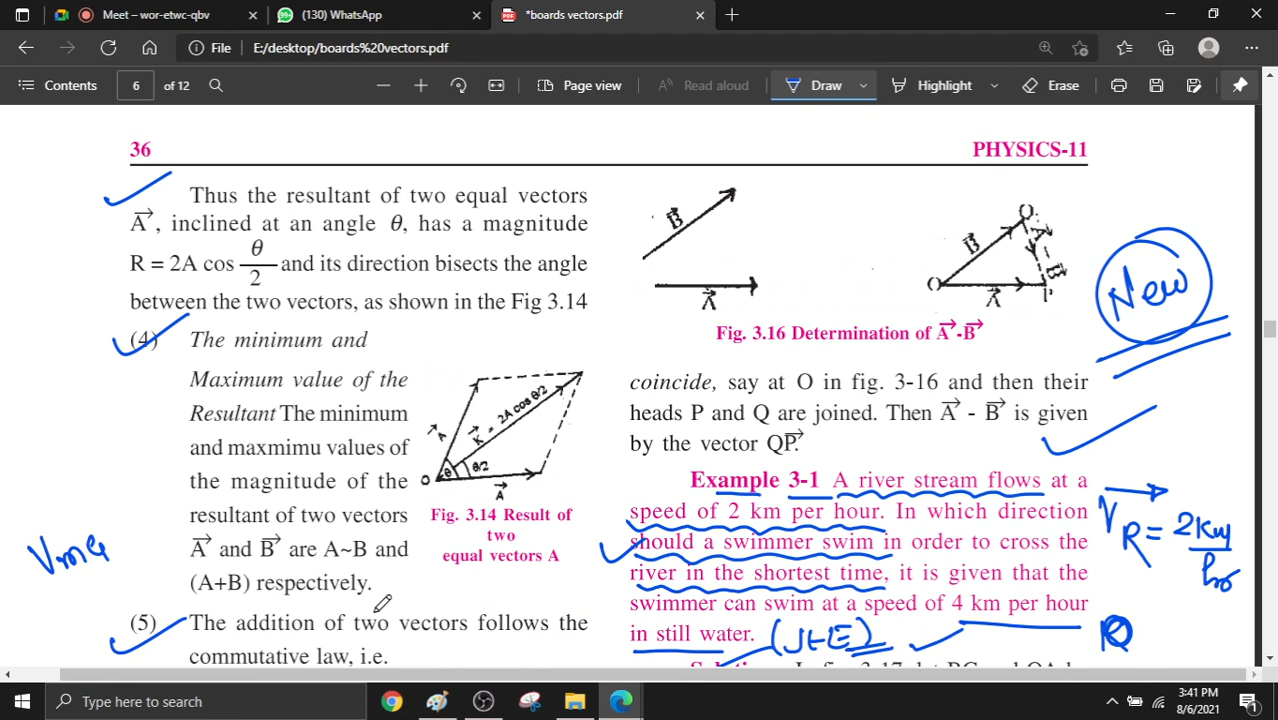 Meet – wor-etwc-qbv
(130) WhatsApp
*boards vectors.pdf
File
E:/desktop/boards%20vectors.pdf
Contents
6
of 12
Page view
Read aloud
Draw
Highlight
Erase
36
PHYSICS-11
Thus the resultant of two equal vectors
A⃗, inclined at an angle θ, has a magnitude
R = 2A cos θ/2 and its direction bisects the angle
between the two vectors, as shown in the Fig 3.14
(4) The minimum and
Maximum value of the
Resultant The minimum
and maxmimu values of
the magnitude of the
resultant of two vectors
A⃗ and B⃗ are A~B and
(A+B) respectively.
A⃗
R⃗ = 2A cos θ/2
θ
θ/2
O
A⃗
Fig. 3.14 Result of
two
equal vectors A
(5) The addition of two vectors follows the
commutative law, i.e.
B⃗
A⃗
Q
B⃗
A⃗ - B⃗
O
A⃗
P
Fig. 3.16 Determination of A⃗ -B⃗
New
coincide, say at O in fig. 3-16 and then their
heads P and Q are joined. Then A⃗ - B⃗ is given
by the vector QP⃗.
Example 3-1 A river stream flows at a
speed of 2 km per hour. In which direction
should a swimmer swim in order to cross the
river in the shortest time, it is given that the
swimmer can swim at a speed of 4 km per hour
in still water. (J+E)
V⃗R = 2Km/hr
Type here to search
3:41 PM
8/6/2021
1